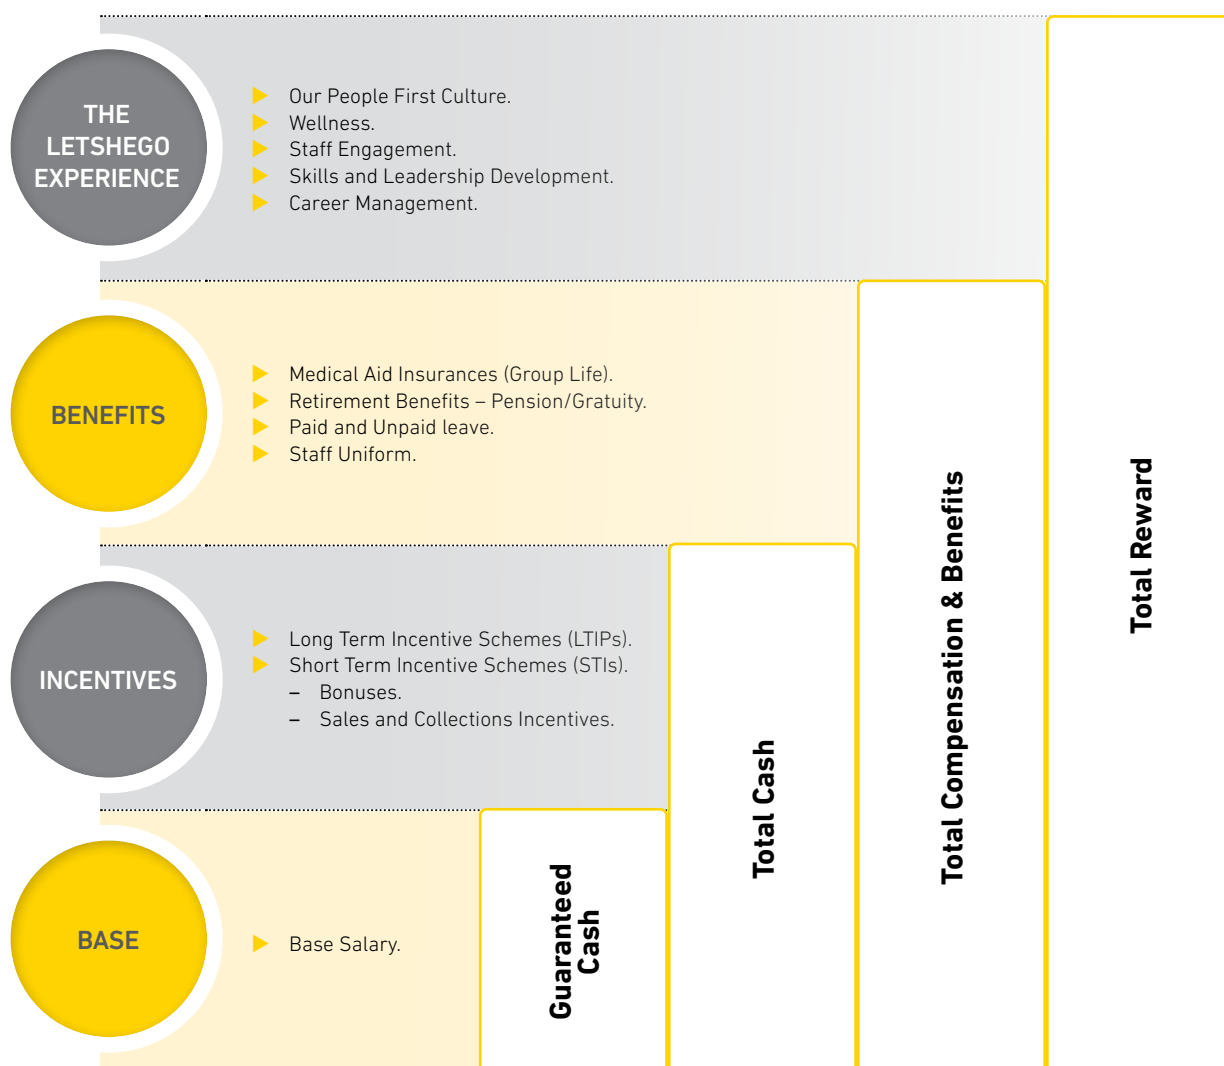 THE
LETSHEGO
EXPERIENCE
Our People First Culture.
Wellness.
Staff Engagement.
Skills and Leadership Development.
Career Management.
BENEFITS
Medical Aid Insurances (Group Life).
Retirement Benefits – Pension/Gratuity.
Paid and Unpaid leave.
Staff Uniform.
INCENTIVES
Long Term Incentive Schemes (LTIPs).
Short Term Incentive Schemes (STIs).
– Bonuses.
– Sales and Collections Incentives.
BASE
Base Salary.
Guaranteed
Cash
Total Cash
Total Compensation & Benefits
Total Reward